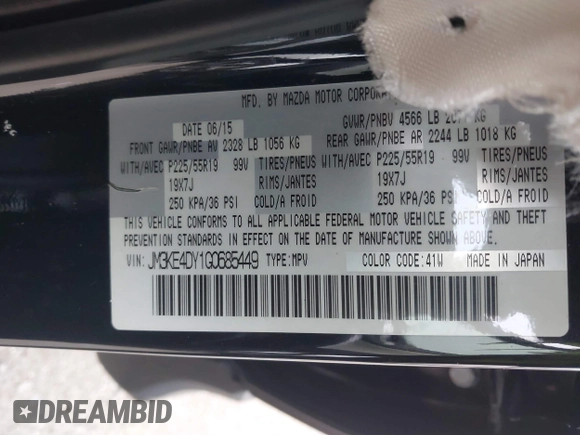 MFD. BY MAZDA MOTOR CORPORAT
DATE 06/15 GVWR/PNBV 4566 LB KG
FRONT GAWR/PNBE AV 2328 LB 1056 KG REAR GAWR/PNBE AR 2244 LB 1018 KG
WITH/AVEC P225/55R19 99V TIRES/PNEUS WITH/AVEC P225/55R19 99V TIRES/PNEUS
19X7J RIMS/JANTES 19X7J RIMS/JANTES
250 KPA/36 PSI COLD/A FROID 250 KPA/36 PSI COLD/A FROID
THIS VEHICLE CONFORMS TO ALL APPLICABLE FEDERAL MOTOR VEHICLE SAFETY AND THEFT
PREVENTION STANDARDS IN EFFECT ON THE DATE OF MANUFACTURE SHOWN ABOVE.
VIN: JM3KE4DY1G0685449 TYPE: MPV COLOR CODE: 41W MADE IN JAPAN
DREAMBID